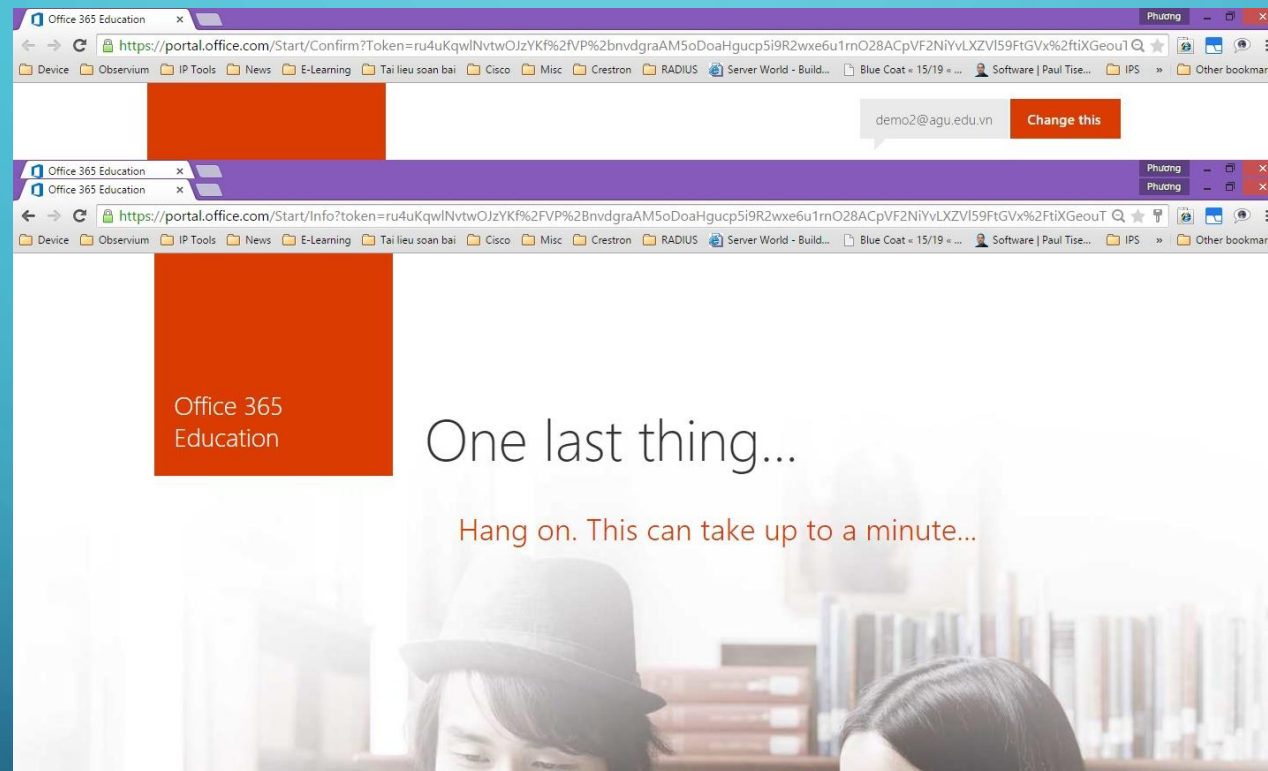 Office 365 Education
Phương
https://portal.office.com/Start/Confirm?Token=ru4uKqwlNvtwOJzYKf%2fVP%2bnvdgraAM5oDoaHgucp5i9R2wxe6u1rnO28ACpVF2NiYvLXZVl59FtGVx%2ftiXGeouT
Device Observium IP Tools News E-Learning Tai lieu soan bai Cisco Misc Crestron RADIUS Server World - Build... Blue Coat « 15/19 « ... Software | Paul Tise... IPS » Other bookmar
demo2@agu.edu.vn Change this
Office 365 Education Phương
Office 365 Education Phương
https://portal.office.com/Start/Info?token=ru4uKqwlNvtwOJzYKf%2FVP%2BnvdgraAM5oDoaHgucp5i9R2wxe6u1rnO28ACpVF2NiYvLXZVl59FtGVx%2FtiXGeouT
Device Observium IP Tools News E-Learning Tai lieu soan bai Cisco Misc Crestron RADIUS Server World - Build... Blue Coat « 15/19 « ... Software | Paul Tise... IPS » Other bookmar
Office 365
Education
One last thing...
Hang on. This can take up to a minute...